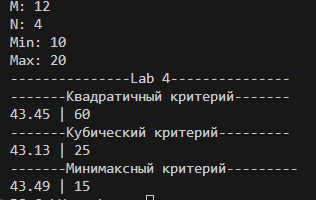 M: 12
N: 4
Min: 10
Max: 20
---------------Lab 4---------------
-------Квадратичный критерий-------
43.45 | 60
-------Кубический критерий---------
43.13 | 25
-------Минимаксный критерий---------
43.49 | 15